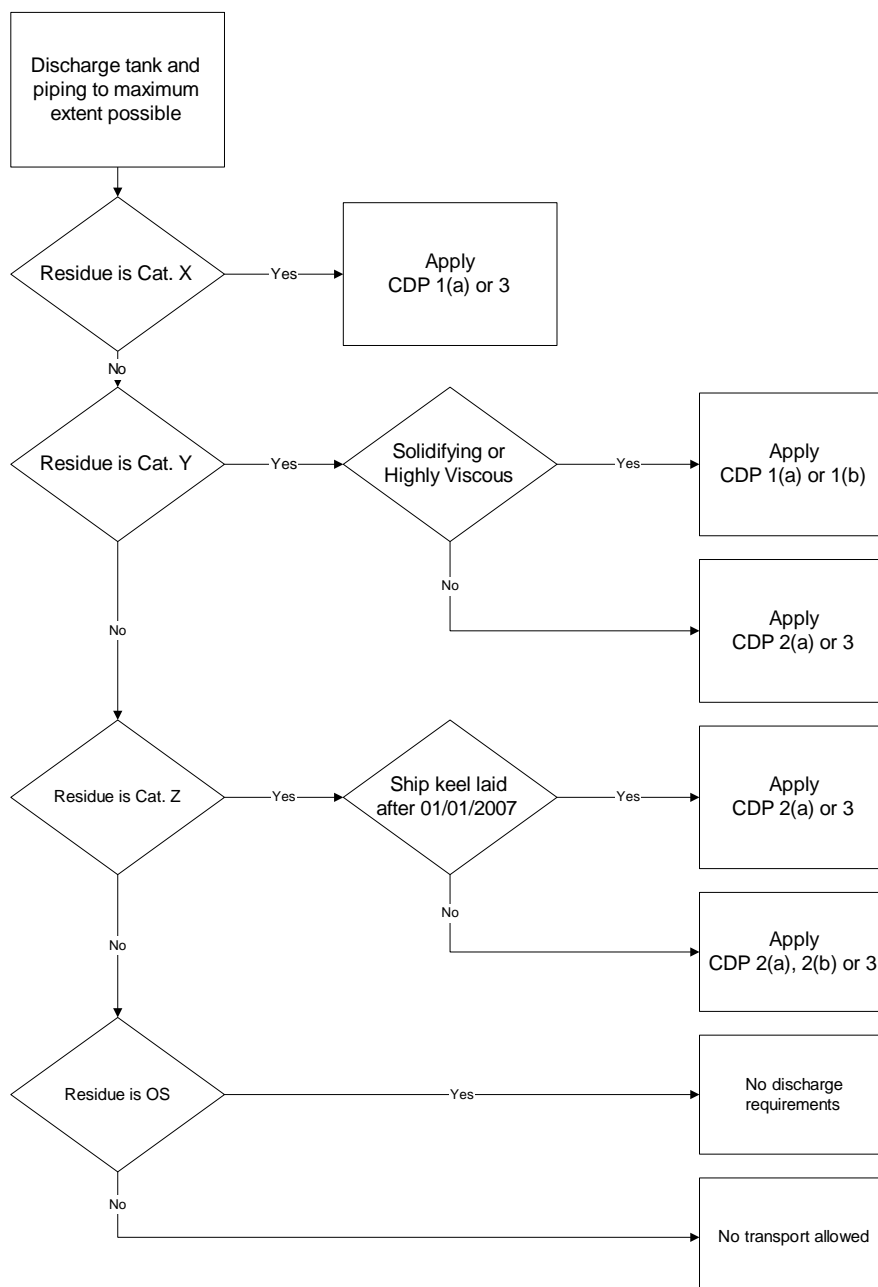 Discharge tank and
piping to maximum
extent possible
Residue is Cat. X
Yes
Apply
CDP 1(a) or 3
No
Residue is Cat. Y
Yes
Solidifying or
Highly Viscous
Yes
Apply
CDP 1(a) or 1(b)
No
No
Apply
CDP 2(a) or 3
Residue is Cat. Z
Yes
Ship keel laid
after 01/01/2007
Yes
Apply
CDP 2(a) or 3
No
No
Apply
CDP 2(a), 2(b) or 3
Residue is OS
Yes
No discharge
requirements
No
No transport allowed